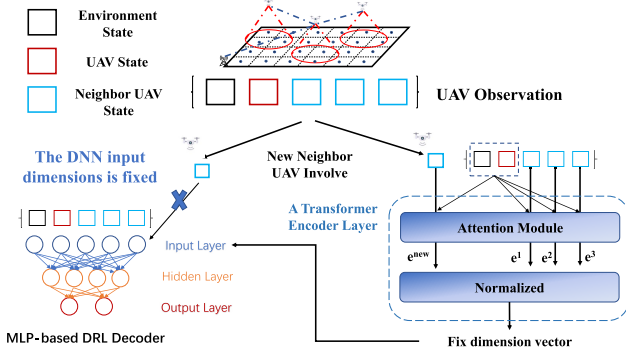 Environment
State
UAV State
Neighbor UAV
State
UAV Observation
The DNN input
dimensions is fixed
New Neighbor
UAV Involve
A Transformer
Encoder Layer
Attention Module
e^new
e^1
e^2
e^3
Normalized
Input Layer
Hidden Layer
Output Layer
MLP-based DRL Decoder
Fix dimension vector